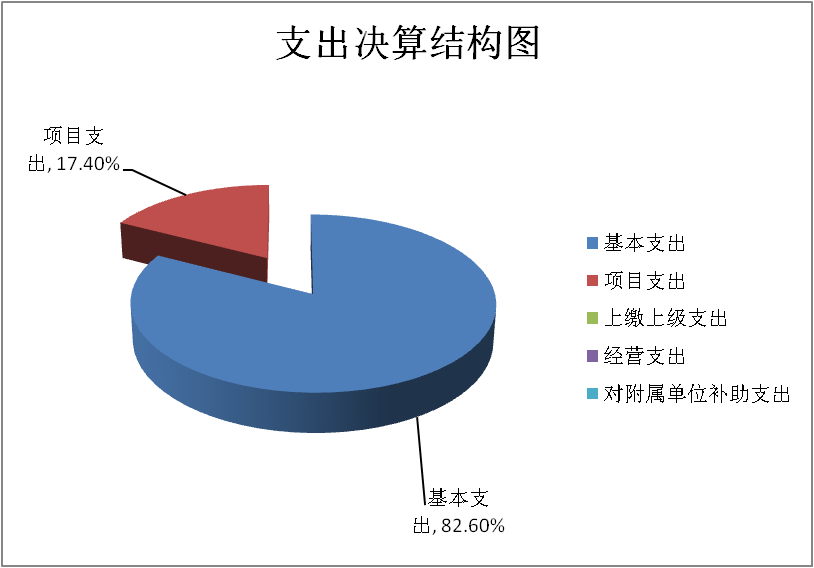 支出决算结构图
项目支
出, 17.40%
基本支出
项目支出
上缴上级支出
经营支出
对附属单位补助支出
基本支
出, 82.60%